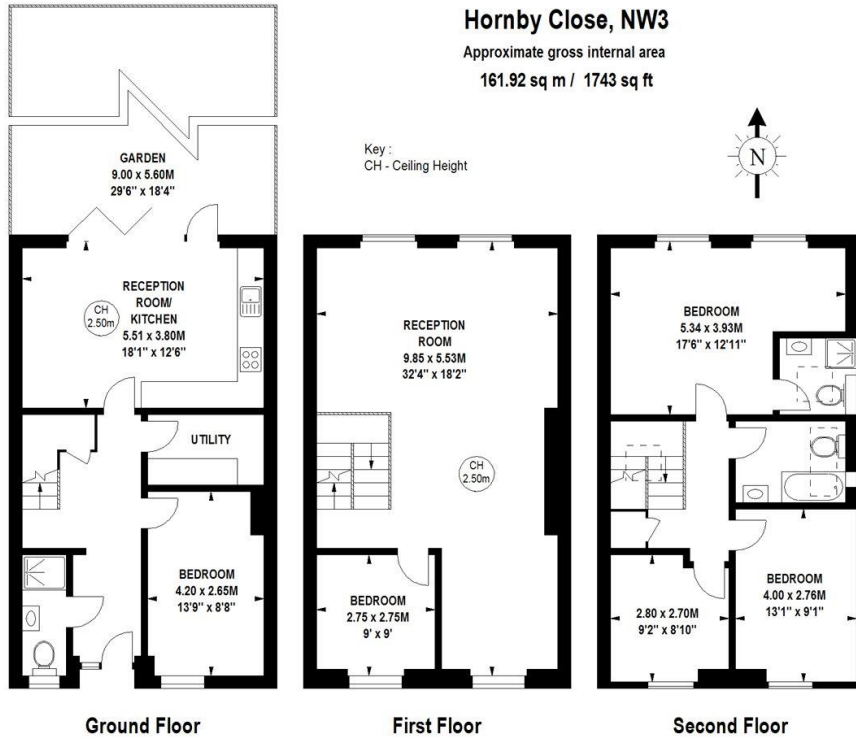 Hornby Close, NW3
Approximate gross internal area
161.92 sq m / 1743 sq ft
Key :
CH - Ceiling Height
N
GARDEN
9.00 x 5.60M
29'6" x 18'4"
RECEPTION
ROOM/
KITCHEN
5.51 x 3.80M
18'1" x 12'6"
CH
2.50m
UTILITY
BEDROOM
4.20 x 2.65M
13'9" x 8'8"
Ground Floor
RECEPTION
ROOM
9.85 x 5.53M
32'4" x 18'2"
CH
2.50m
BEDROOM
2.75 x 2.75M
9' x 9'
First Floor
BEDROOM
5.34 x 3.93M
17'6" x 12'11"
2.80 x 2.70M
9'2" x 8'10"
BEDROOM
4.00 x 2.76M
13'1" x 9'1"
Second Floor